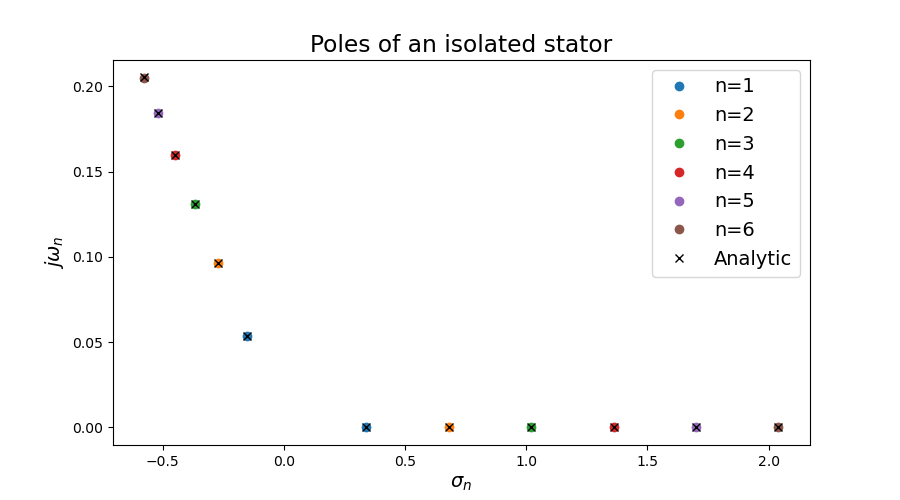 Poles of an isolated stator
n=1
n=2
n=3
n=4
n=5
n=6
Analytic
0.20
0.15
0.10
0.05
0.00
jωₙ
−0.5
0.0
0.5
1.0
1.5
2.0
σₙ